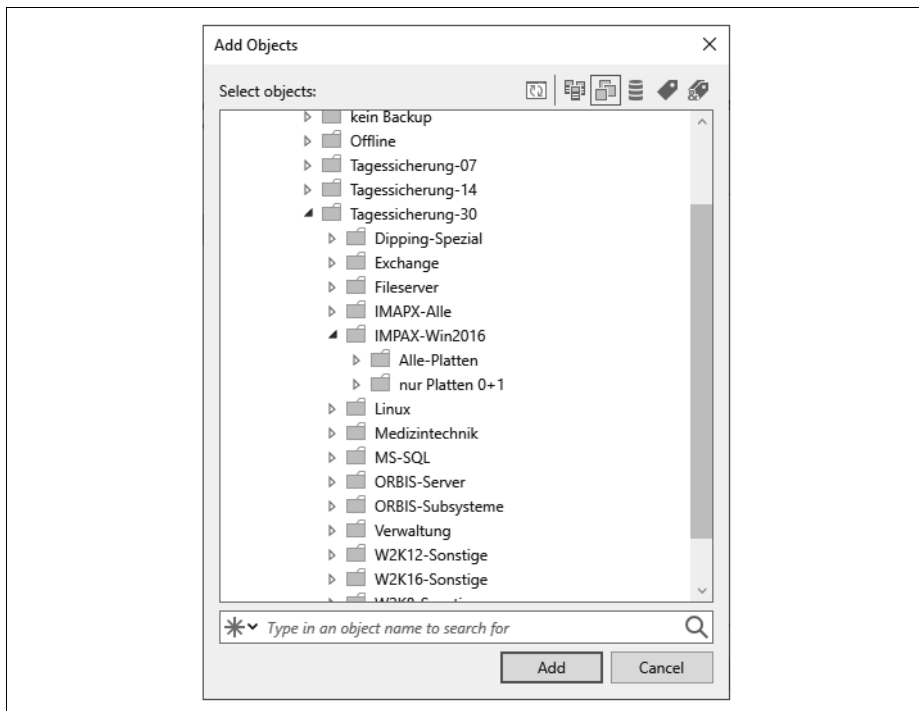 Add Objects
Select objects:
kein Backup
Offline
Tagessicherung-07
Tagessicherung-14
Tagessicherung-30
Dipping-Spezial
Exchange
Fileserver
IMAPX-Alle
IMPAX-Win2016
Alle-Platten
nur Platten 0+1
Linux
Medizintechnik
MS-SQL
ORBIS-Server
ORBIS-Subsysteme
Verwaltung
W2K12-Sonstige
W2K16-Sonstige
Type in an object name to search for
Add Cancel